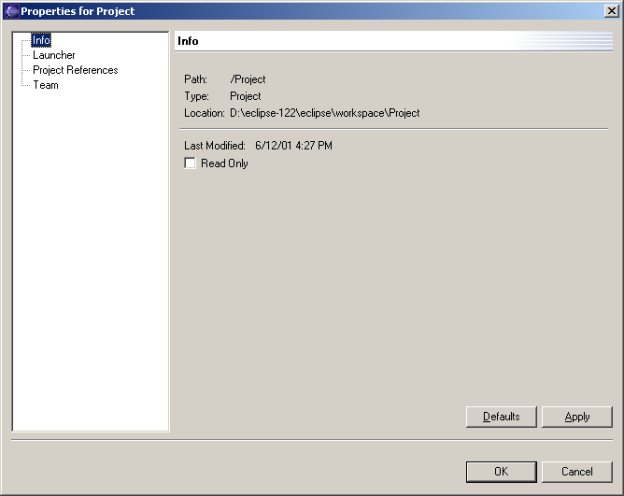 Properties for Project
Info
Launcher
Project References
Team
Info
Path: /Project
Type: Project
Location: D:\eclipse-122\eclipse\workspace\Project
Last Modified: 6/12/01 4:27 PM
Read Only
Defaults Apply
OK Cancel